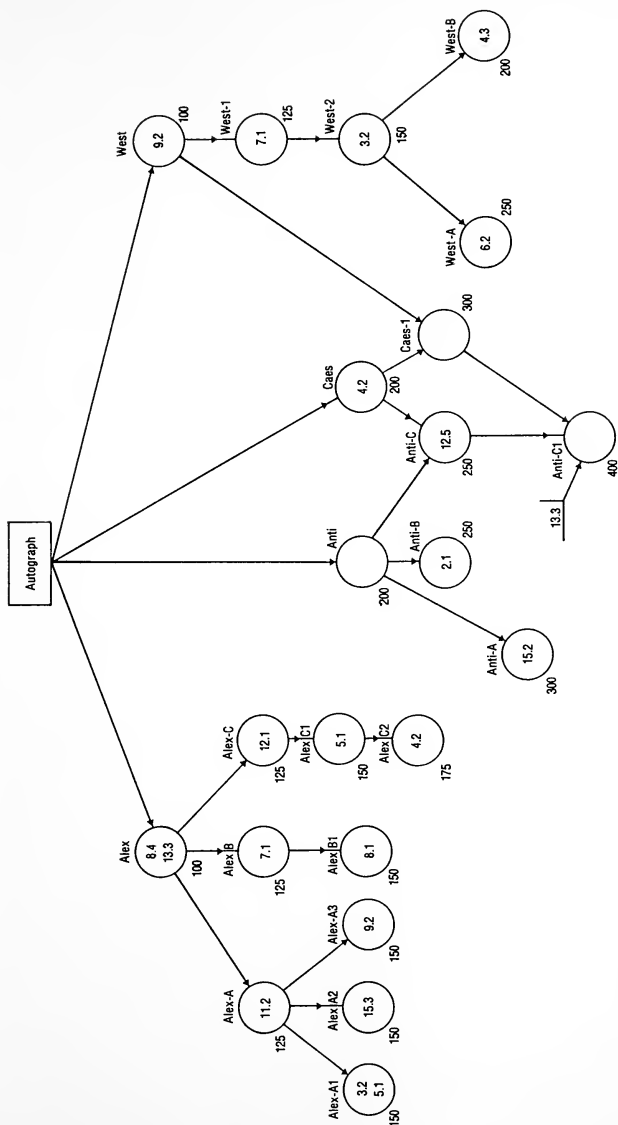 Autograph
Alex
8.4
13.3
100
Alex-A
11.2
125
Alex-A1
3.2
5.1
150
Alex A2
15.3
150
Alex-A3
9.2
150
Alex B
7.1
125
Alex B1
8.1
150
Alex-C
12.1
125
Alex C1
5.1
150
Alex C2
4.2
175
Anti
200
Anti-A
15.2
300
Anti-B
2.1
250
Anti-C
12.5
250
Anti-C1
400
13.3
Caes
4.2
200
Caes-1
300
West
9.2
100
West-1
7.1
125
West-2
3.2
150
West-A
6.2
250
West-B
4.3
200